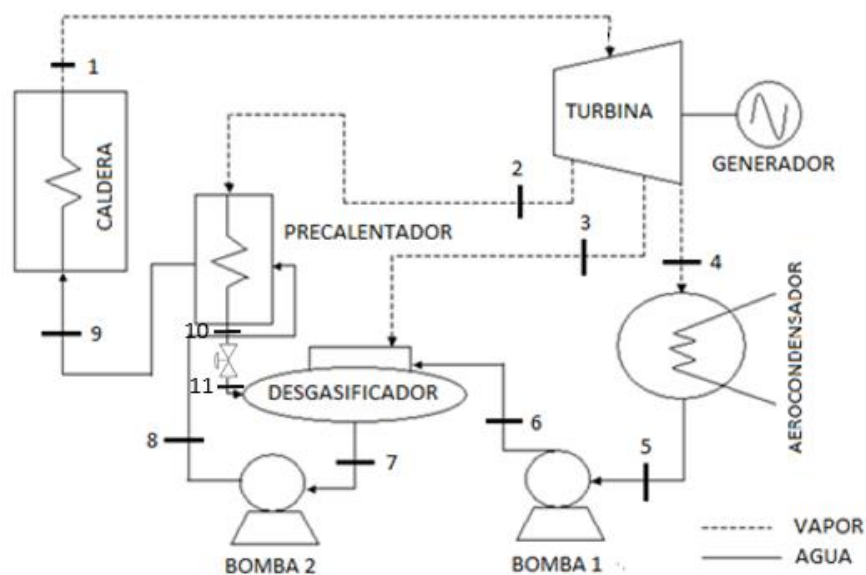 1
TURBINA
GENERADOR
CALDERA
2
PRECALENTADOR
3
4
9
10
11
DESGASIFICADOR
AEROCONDENSADOR
6
8
7
5
VAPOR
AGUA
BOMBA 2
BOMBA 1